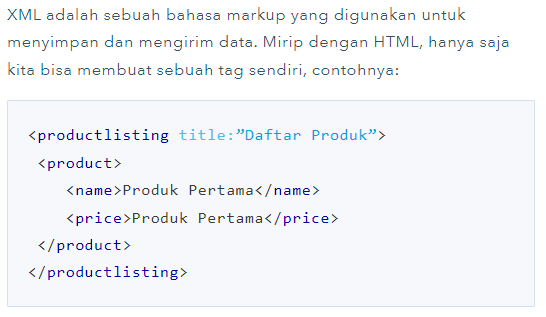 XML adalah sebuah bahasa markup yang digunakan untuk
menyimpan dan mengirim data. Mirip dengan HTML, hanya saja
kita bisa membuat sebuah tag sendiri, contohnya:
<productlisting title:”Daftar Produk”>
<product>
<name>Produk Pertama</name>
<price>Produk Pertama</price>
</product>
</productlisting>